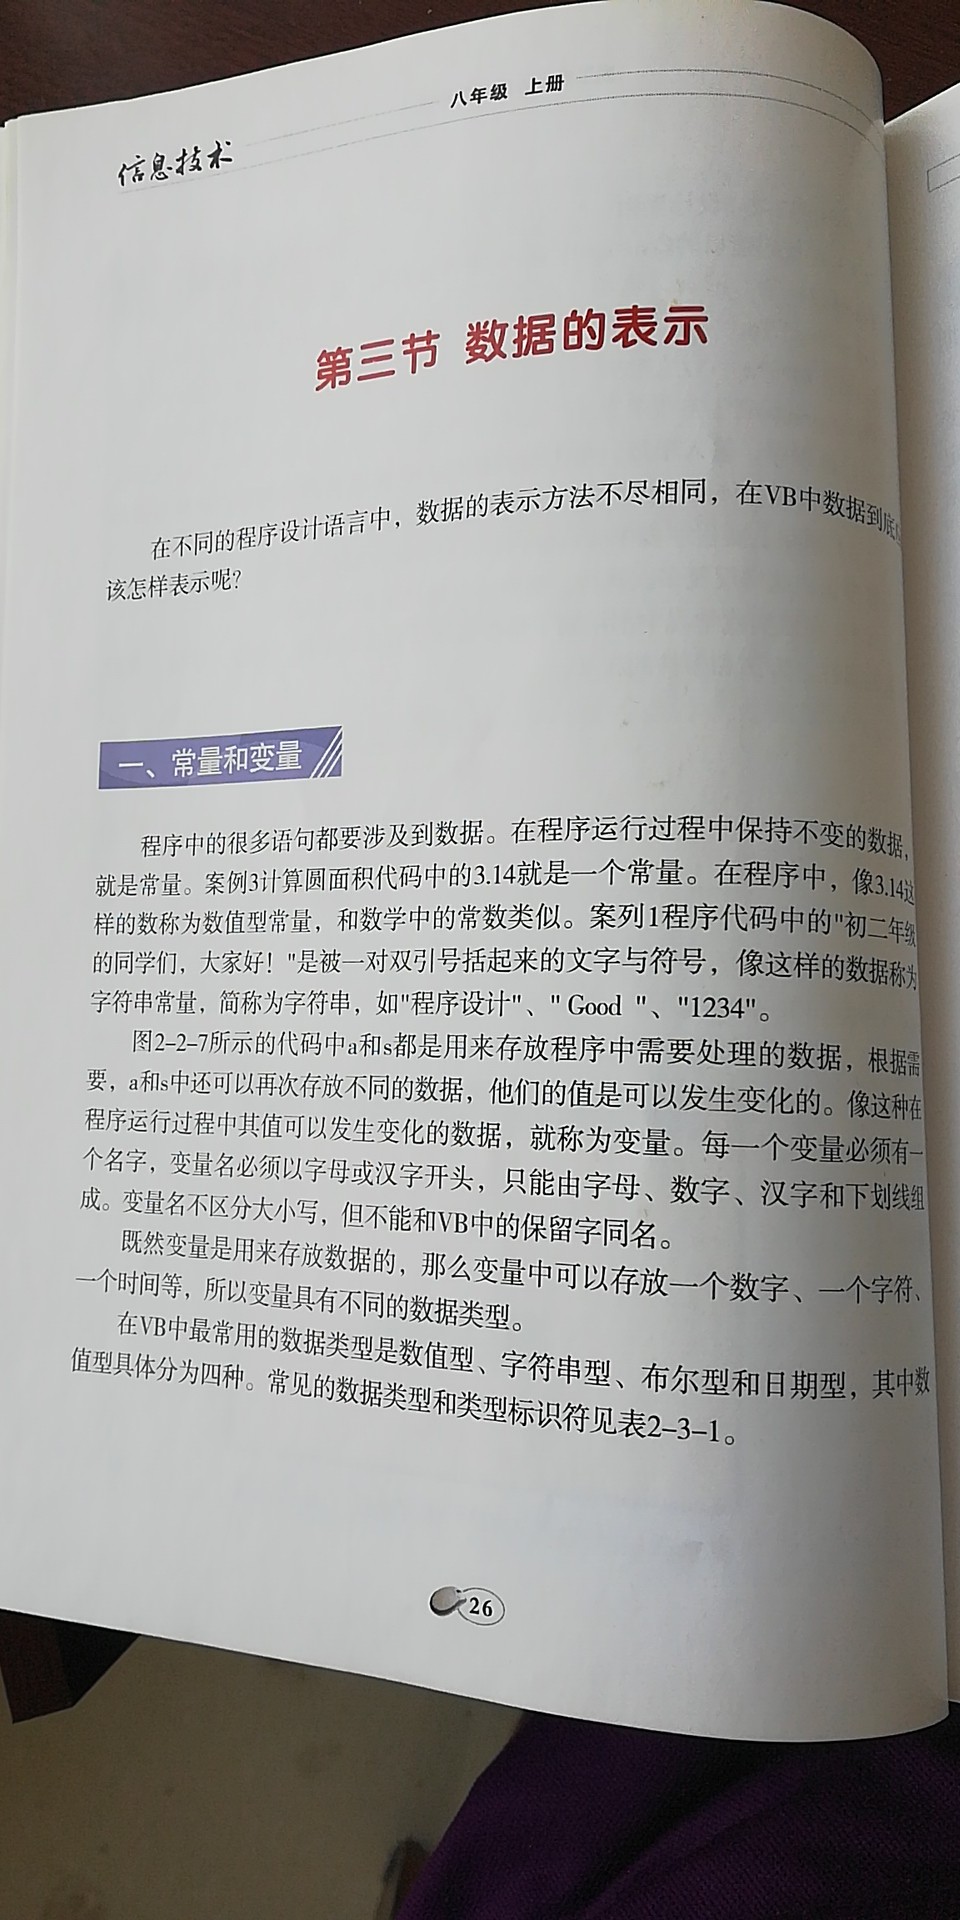 八年级 上册
信息技术
第三节 数据的表示
在不同的程序设计语言中，数据的表示方法不尽相同，在VB中数据到底
该怎样表示呢？
一、常量和变量
程序中的很多语句都要涉及到数据。在程序运行过程中保持不变的数据，
就是常量。案例3计算圆面积代码中的3.14就是一个常量。在程序中，像3.14这
样的数称为数值型常量，和数学中的常数类似。案列1程序代码中的"初二年级
的同学们，大家好！"是被一对双引号括起来的文字与符号，像这样的数据称为
字符串常量，简称为字符串，如"程序设计"、" Good "、"1234"。
图2-2-7所示的代码中a和s都是用来存放程序中需要处理的数据，根据需
要，a和s中还可以再次存放不同的数据，他们的值是可以发生变化的。像这种在
程序运行过程中其值可以发生变化的数据，就称为变量。每一个变量必须有一
个名字，变量名必须以字母或汉字开头，只能由字母、数字、汉字和下划线组
成。变量名不区分大小写，但不能和VB中的保留字同名。
既然变量是用来存放数据的，那么变量中可以存放一个数字、一个字符、
一个时间等，所以变量具有不同的数据类型。
在VB中最常用的数据类型是数值型、字符串型、布尔型和日期型，其中数
值型具体分为四种。常见的数据类型和类型标识符见表2-3-1。
26